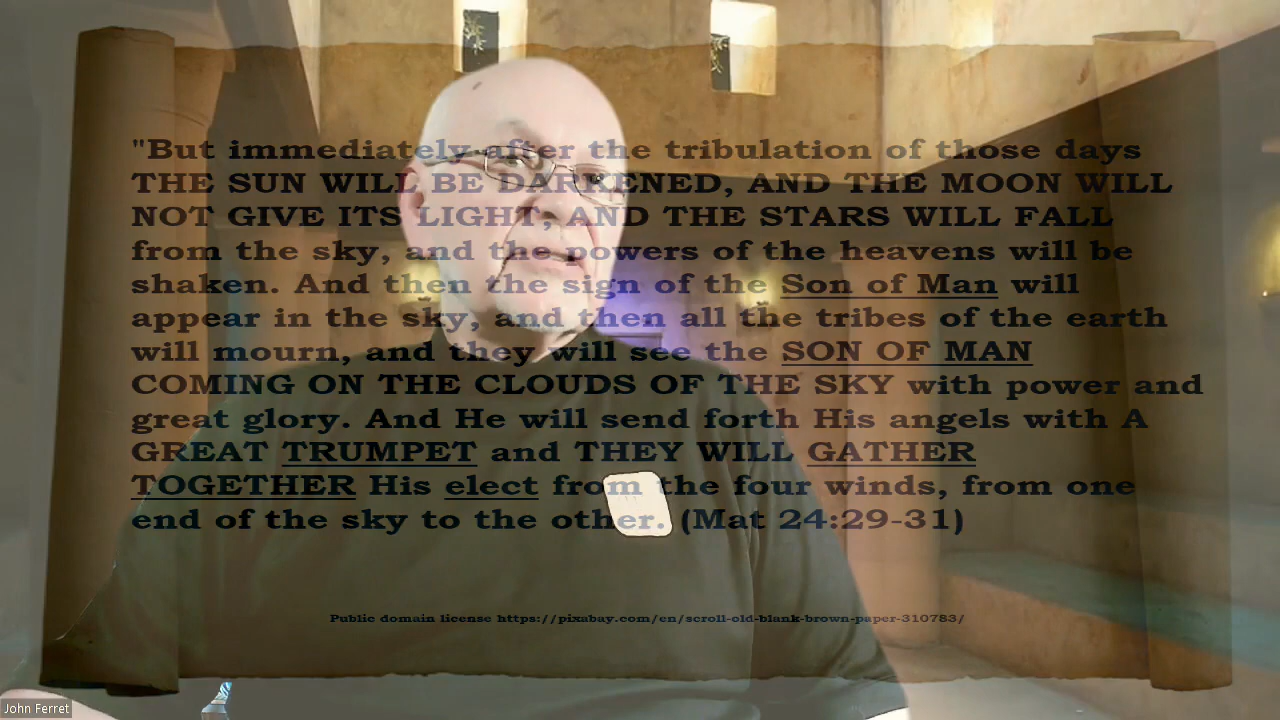 "But immediately after the tribulation of those days
THE SUN WILL BE DARKENED, AND THE MOON WILL
NOT GIVE ITS LIGHT, AND THE STARS WILL FALL
from the sky, and the powers of the heavens will be
shaken. And then the sign of the Son of Man will
appear in the sky, and then all the tribes of the earth
will mourn, and they will see the SON OF MAN
COMING ON THE CLOUDS OF THE SKY with power and
great glory. And He will send forth His angels with A
GREAT TRUMPET and THEY WILL GATHER
TOGETHER His elect from the four winds, from one
end of the sky to the other. (Mat 24:29-31)
Public domain license https://pixabay.com/en/scroll-old-blank-brown-paper-310783/
John Ferret